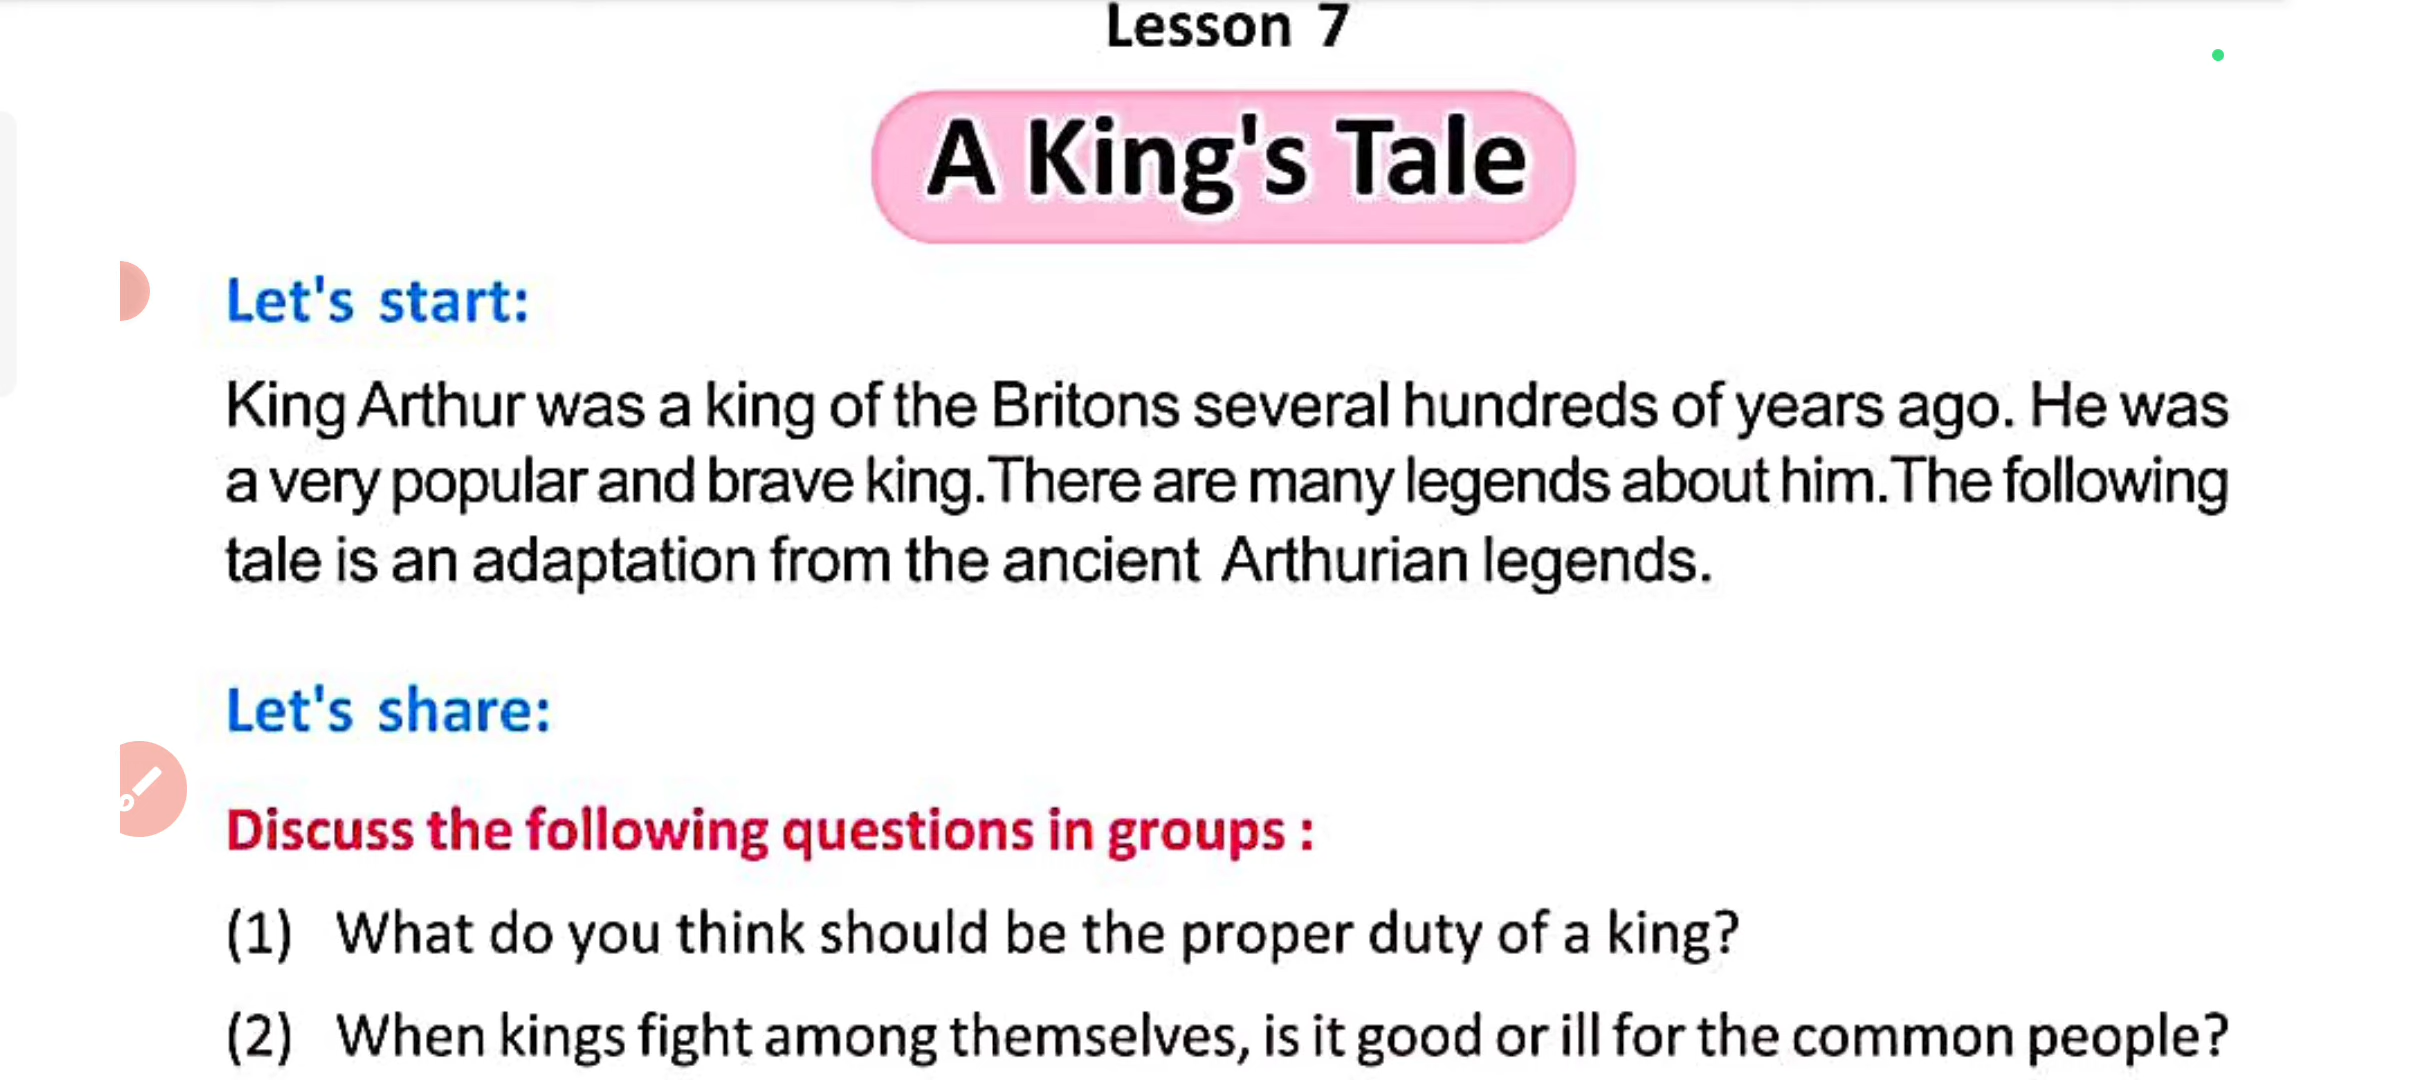 Lesson 7
A King's Tale
Let's start:
King Arthur was a king of the Britons several hundreds of years ago. He was
a very popular and brave king.There are many legends about him.The following
tale is an adaptation from the ancient Arthurian legends.
Let's share:
Discuss the following questions in groups :
(1) What do you think should be the proper duty of a king?
(2) When kings fight among themselves, is it good or ill for the common people?